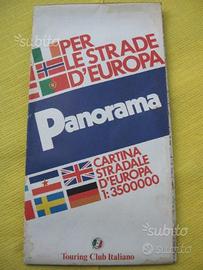 subito
PER
LE STRADE
D'EUROPA
Panorama
CARTINA
STRADALE
D'EUROPA
1:3500000
Touring Club Italiano
subito